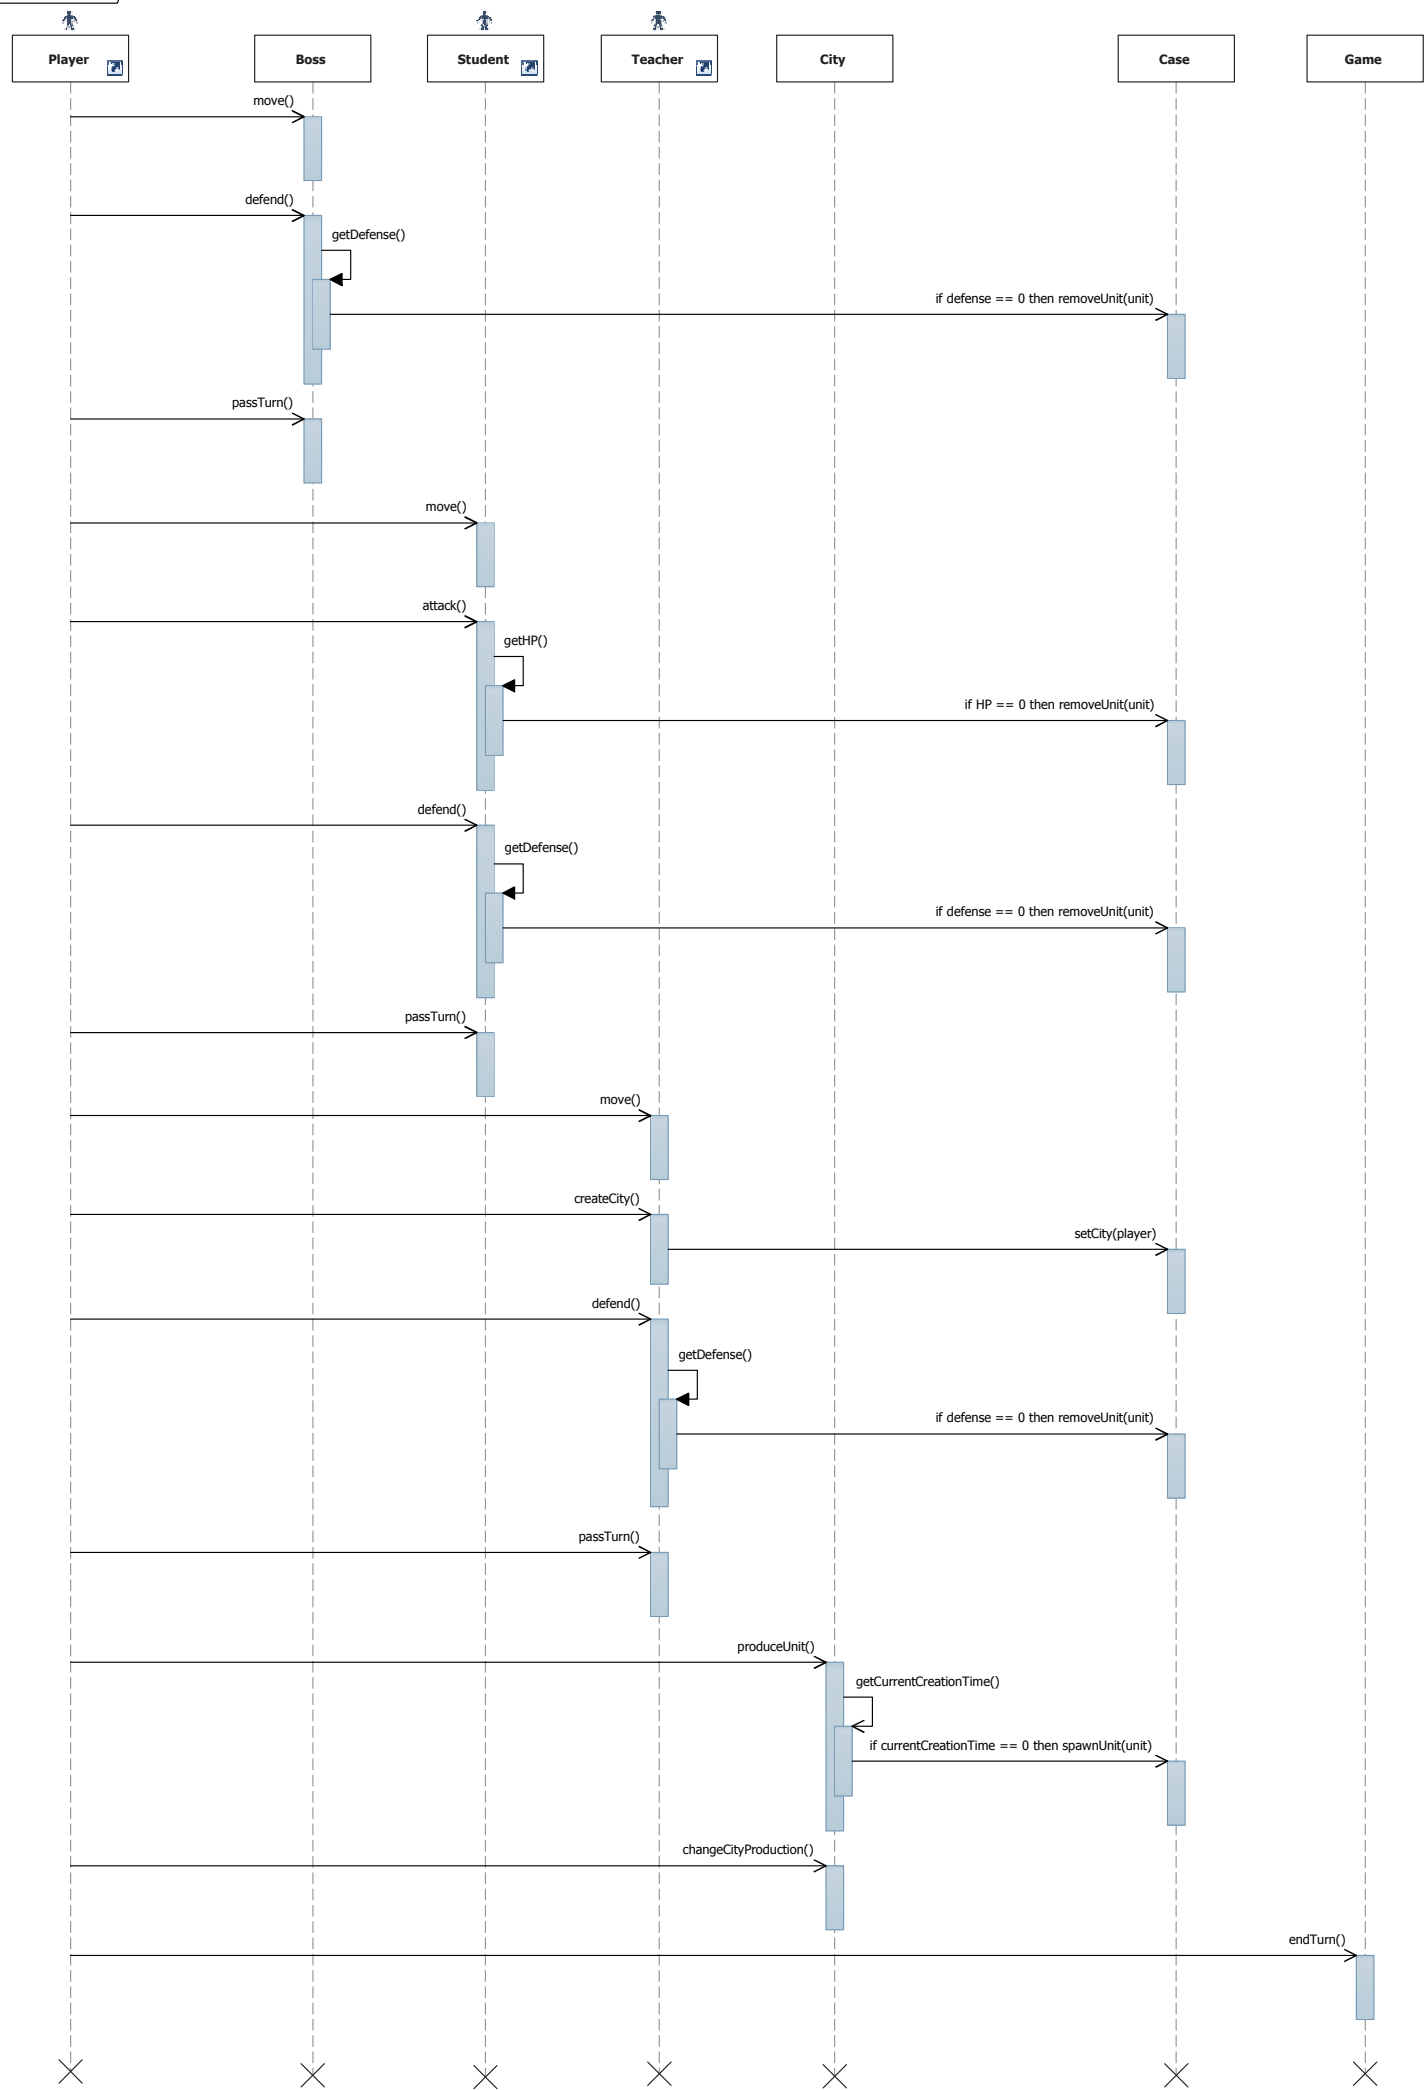 Player
Boss
Student
Teacher
City
Case
Game
move()
defend()
getDefense()
if defense == 0 then removeUnit(unit)
passTurn()
move()
attack()
getHP()
if HP == 0 then removeUnit(unit)
defend()
getDefense()
if defense == 0 then removeUnit(unit)
passTurn()
move()
createCity()
setCity(player)
defend()
getDefense()
if defense == 0 then removeUnit(unit)
passTurn()
produceUnit()
getCurrentCreationTime()
if currentCreationTime == 0 then spawnUnit(unit)
changeCityProduction()
endTurn()